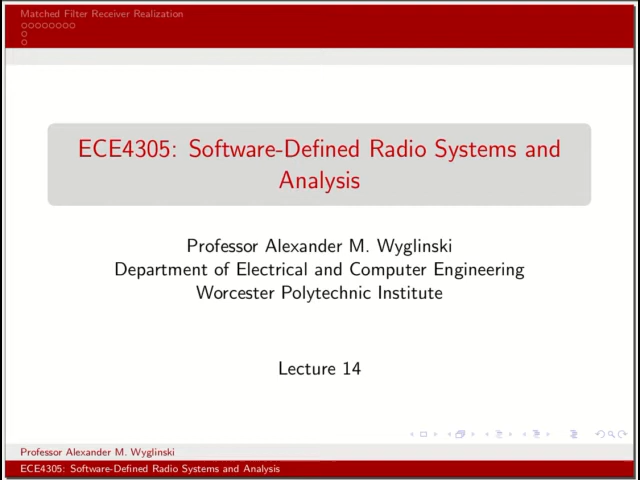 Matched Filter Receiver Realization
ECE4305: Software-Defined Radio Systems and
Analysis
Professor Alexander M. Wyglinski
Department of Electrical and Computer Engineering
Worcester Polytechnic Institute
Lecture 14
Professor Alexander M. Wyglinski
ECE4305: Software-Defined Radio Systems and Analysis